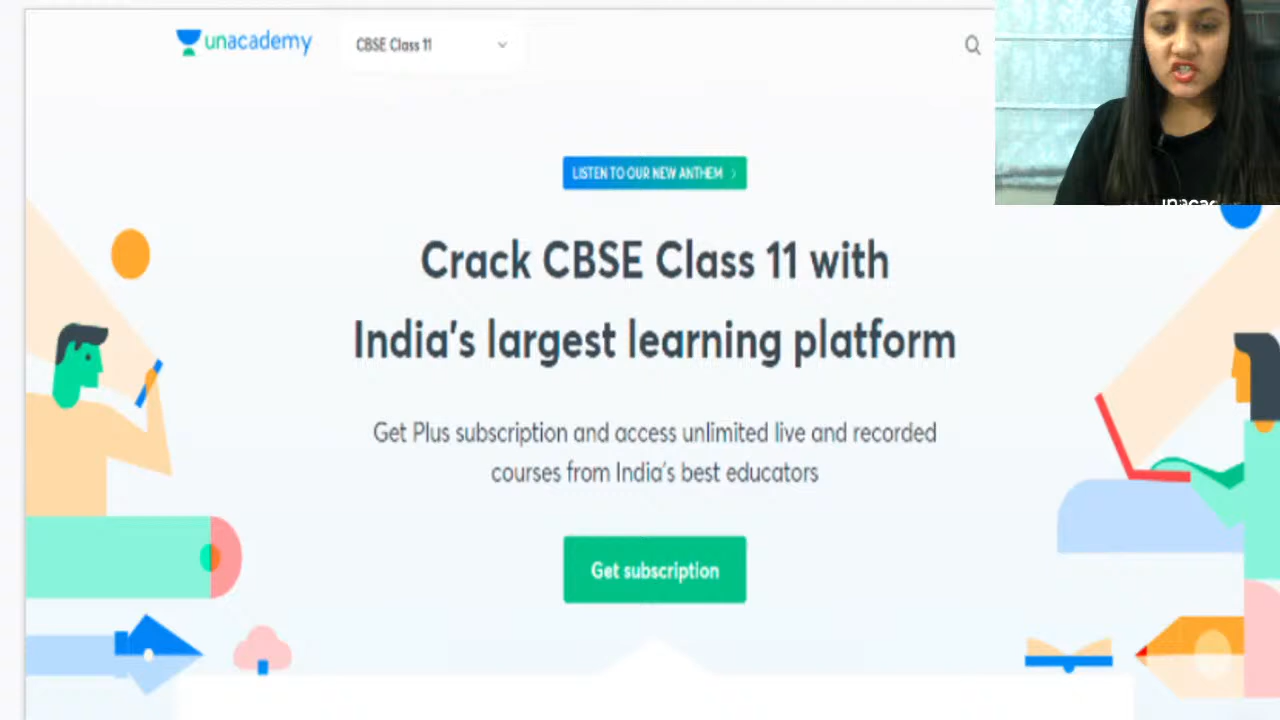 unacademy
CBSE Class 11
LISTEN TO OUR NEW ANTHEM
Crack CBSE Class 11 with
India's largest learning platform
Get Plus subscription and access unlimited live and recorded
courses from India's best educators
Get subscription